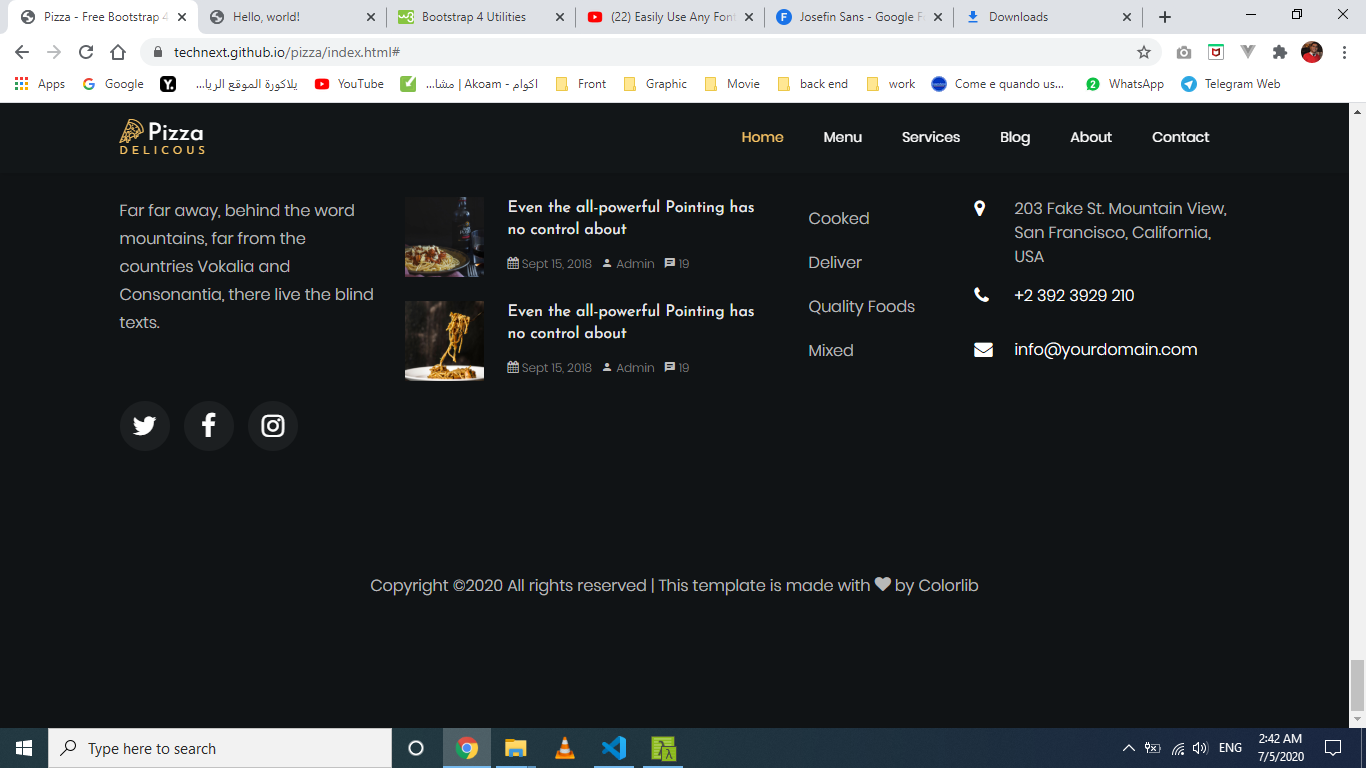 Pizza - Free Bootstrap 4
Hello, world!
Bootstrap 4 Utilities
(22) Easily Use Any Font
Josefin Sans - Google F
Downloads
technext.github.io/pizza/index.html#
Apps
Google
يلاكورة الموقع الريا...
YouTube
اكوام - Akoam | مشا...
Front
Graphic
Movie
back end
work
Come e quando us...
WhatsApp
Telegram Web
Pizza
DELICOUS
Home
Menu
Services
Blog
About
Contact
Far far away, behind the word
mountains, far from the
countries Vokalia and
Consonantia, there live the blind
texts.
Even the all-powerful Pointing has
no control about
Sept 15, 2018 Admin 19
Even the all-powerful Pointing has
no control about
Sept 15, 2018 Admin 19
Cooked
Deliver
Quality Foods
Mixed
203 Fake St. Mountain View,
San Francisco, California,
USA
+2 392 3929 210
info@yourdomain.com
Copyright ©2020 All rights reserved | This template is made with ❤ by Colorlib
Type here to search
ENG
2:42 AM
7/5/2020